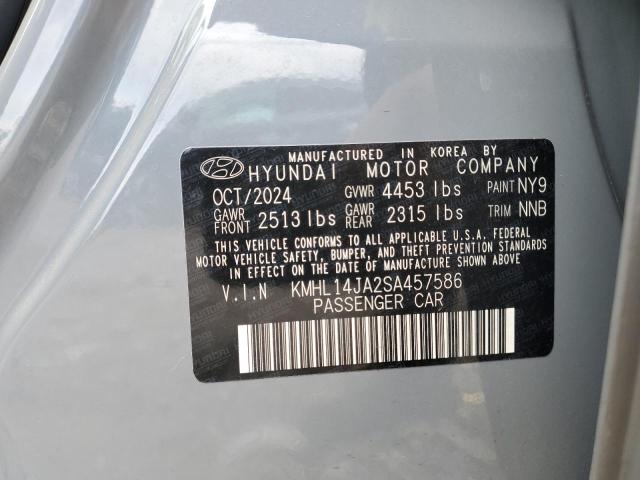 MANUFACTURED IN KOREA BY
HYUNDAI MOTOR COMPANY
OCT/2024 GVWR 4453 lbs PAINT NY9
GAWR FRONT 2513 lbs GAWR REAR 2315 lbs TRIM NNB
THIS VEHICLE CONFORMS TO ALL APPLICABLE U.S.A. FEDERAL
MOTOR VEHICLE SAFETY, BUMPER, AND THEFT PREVENTION STANDARDS
IN EFFECT ON THE DATE OF MANUFACTURE SHOWN ABOVE
V.I.N KMHL14JA2SA457586
PASSENGER CAR